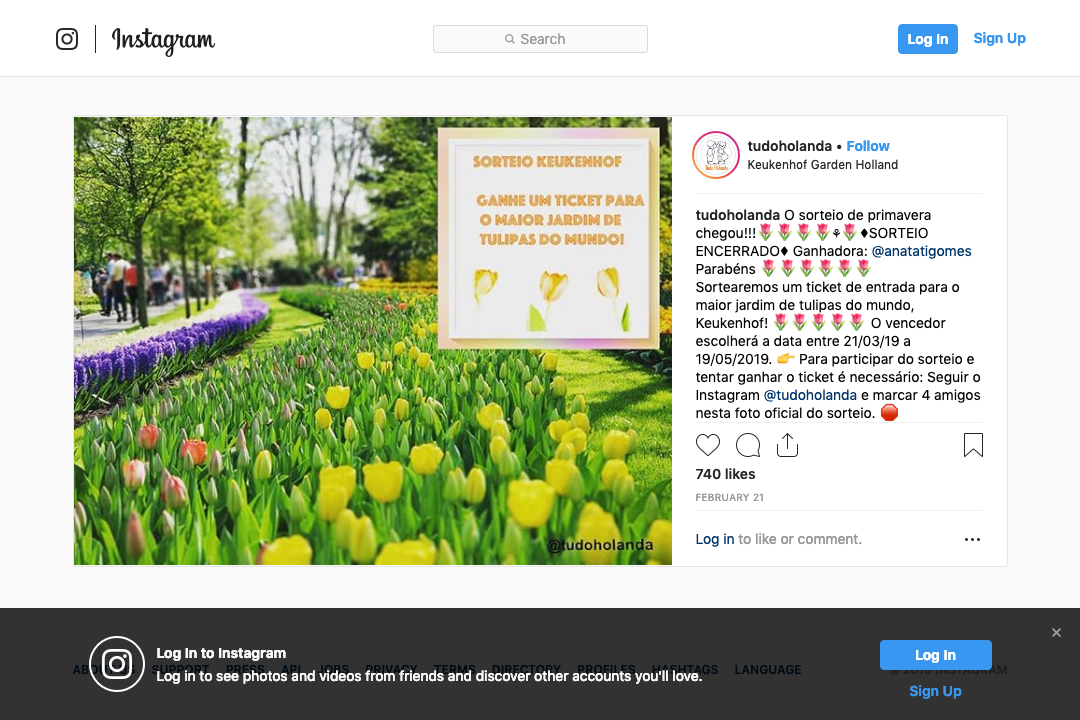 Instagram
Search
Log In
Sign Up
SORTEIO KEUKENHOF
GANHE UM TICKET PARA
O MAIOR JARDIM DE
TULIPAS DO MUNDO!
@tudoholanda
tudoholanda • Follow
Keukenhof Garden Holland
tudoholanda O sorteio de primavera
chegou!!!🌷🌷🌷🌷⚘🌷♦SORTEIO
ENCERRADO♦ Ganhadora: @anatatigomes
Parabéns 🌷🌷🌷🌷🌷🌷
Sortearemos um ticket de entrada para o
maior jardim de tulipas do mundo,
Keukenhof! 🌷🌷🌷🌷🌷 O vencedor
escolherá a data entre 21/03/19 a
19/05/2019. 👉 Para participar do sorteio e
tentar ganhar o ticket é necessário: Seguir o
Instagram @tudoholanda e marcar 4 amigos
nesta foto oficial do sorteio. 🛑
740 likes
FEBRUARY 21
Log in to like or comment.
Log In to Instagram
Log in to see photos and videos from friends and discover other accounts you'll love.
ABOUT US SUPPORT PRESS API JOBS PRIVACY TERMS DIRECTORY PROFILES HASHTAGS LANGUAGE
© 2019 INSTAGRAM
Log In
Sign Up